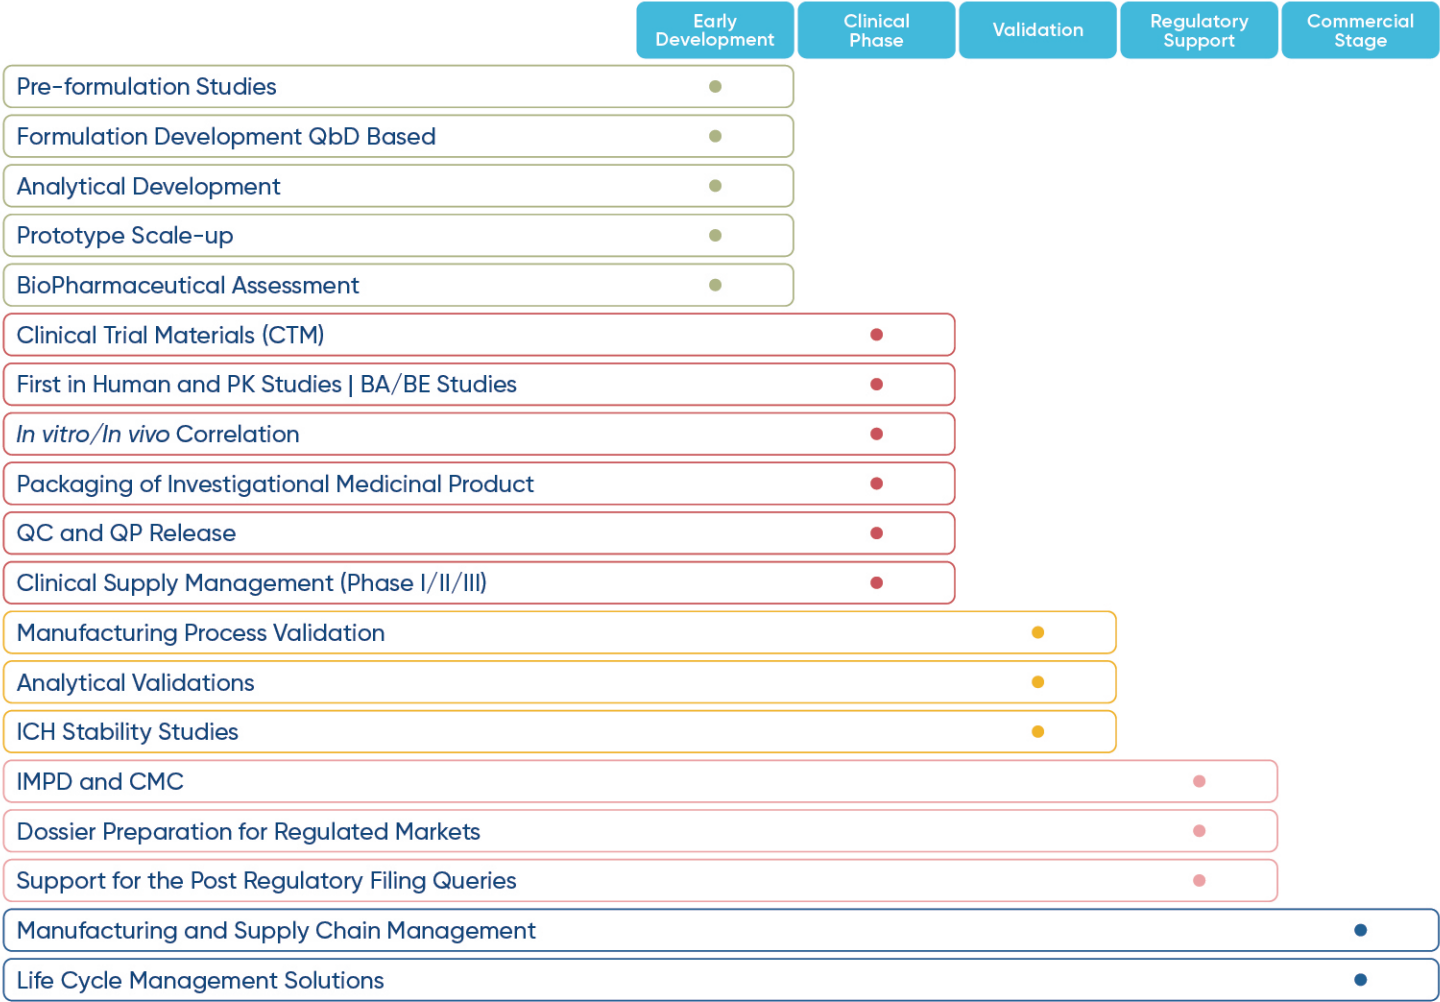 Early
Development
Clinical
Phase
Validation
Regulatory
Support
Commercial
Stage
Pre-formulation Studies
Formulation Development QbD Based
Analytical Development
Prototype Scale-up
BioPharmaceutical Assessment
Clinical Trial Materials (CTM)
First in Human and PK Studies | BA/BE Studies
In vitro/In vivo Correlation
Packaging of Investigational Medicinal Product
QC and QP Release
Clinical Supply Management (Phase I/II/III)
Manufacturing Process Validation
Analytical Validations
ICH Stability Studies
IMPD and CMC
Dossier Preparation for Regulated Markets
Support for the Post Regulatory Filing Queries
Manufacturing and Supply Chain Management
Life Cycle Management Solutions